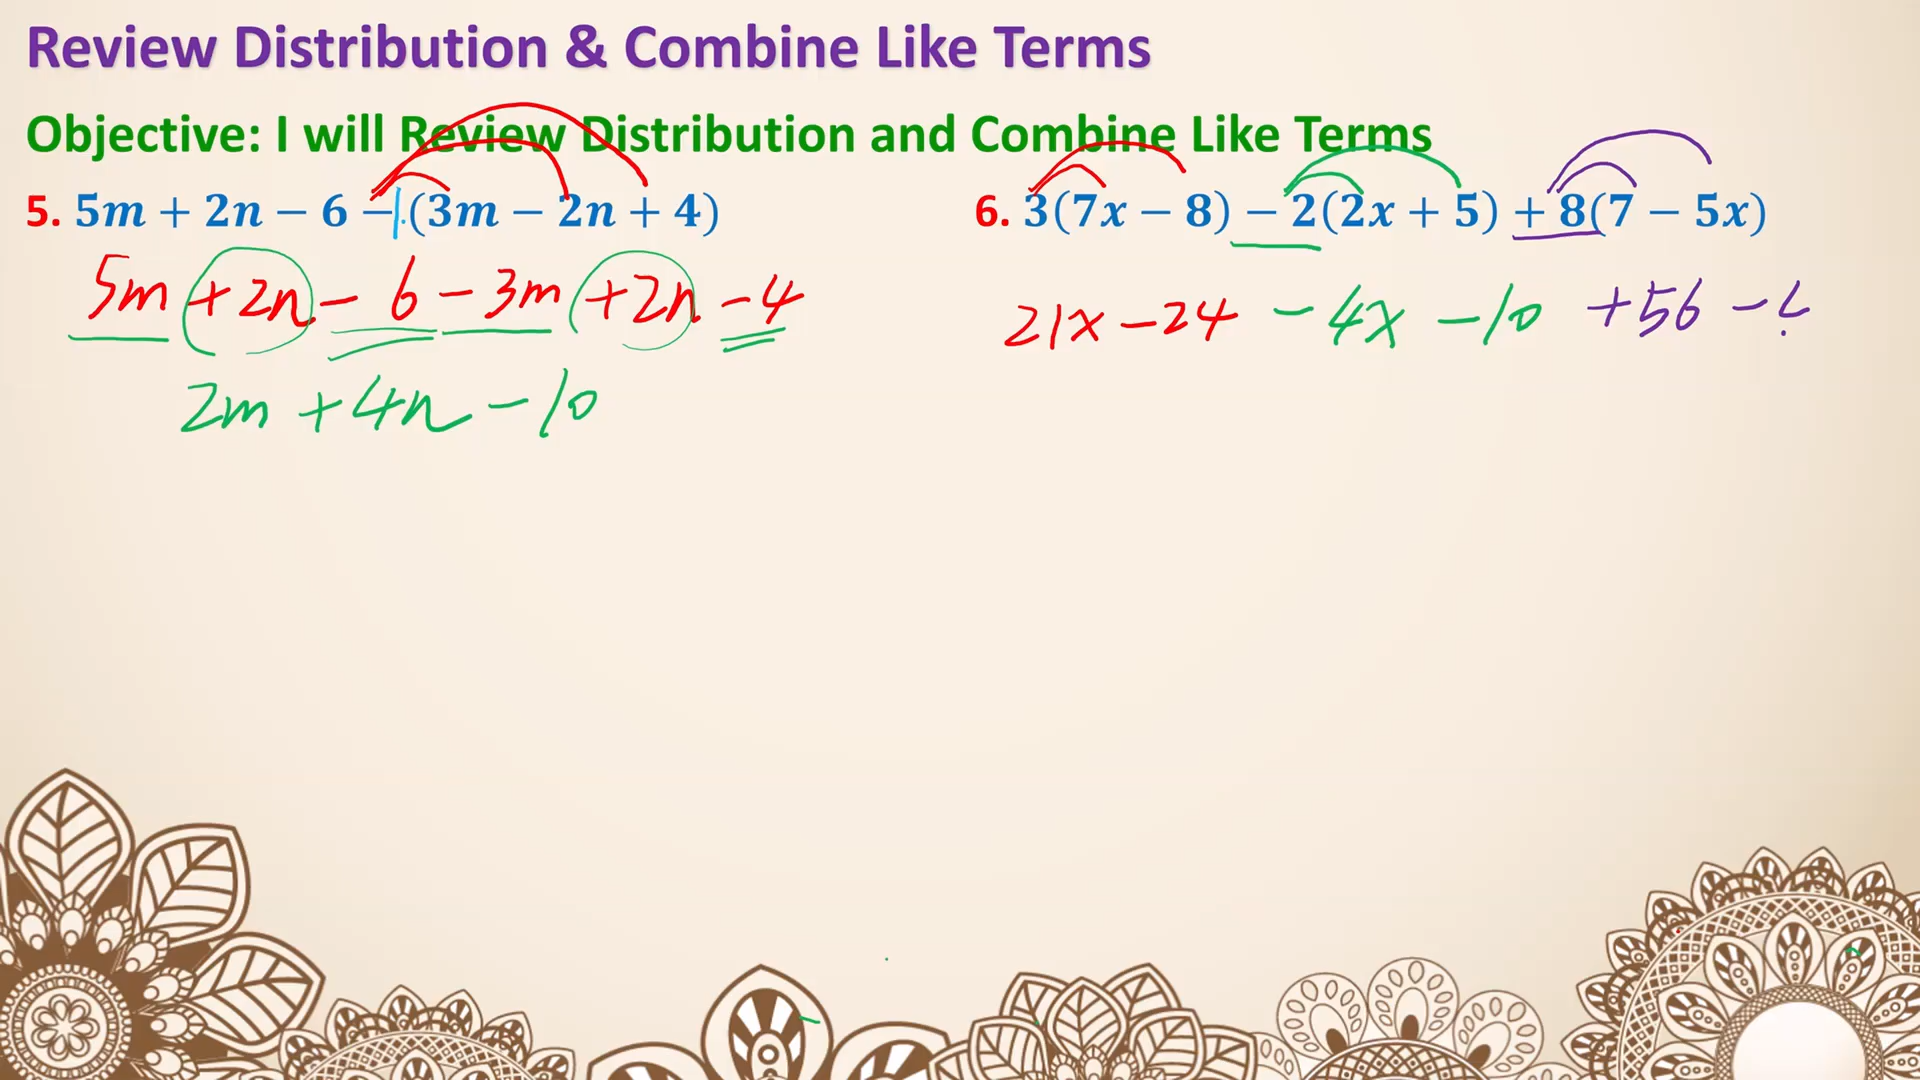 Review Distribution & Combine Like Terms
Objective: I will Review Distribution and Combine Like Terms
5. 5m + 2n − 6 −1·(3m − 2n + 4)
5m +2n − 6 −3m +2n −4
2m +4n −10
6. 3(7x − 8) − 2(2x + 5) + 8(7 − 5x)
21x −24 −4x −10 +56 −